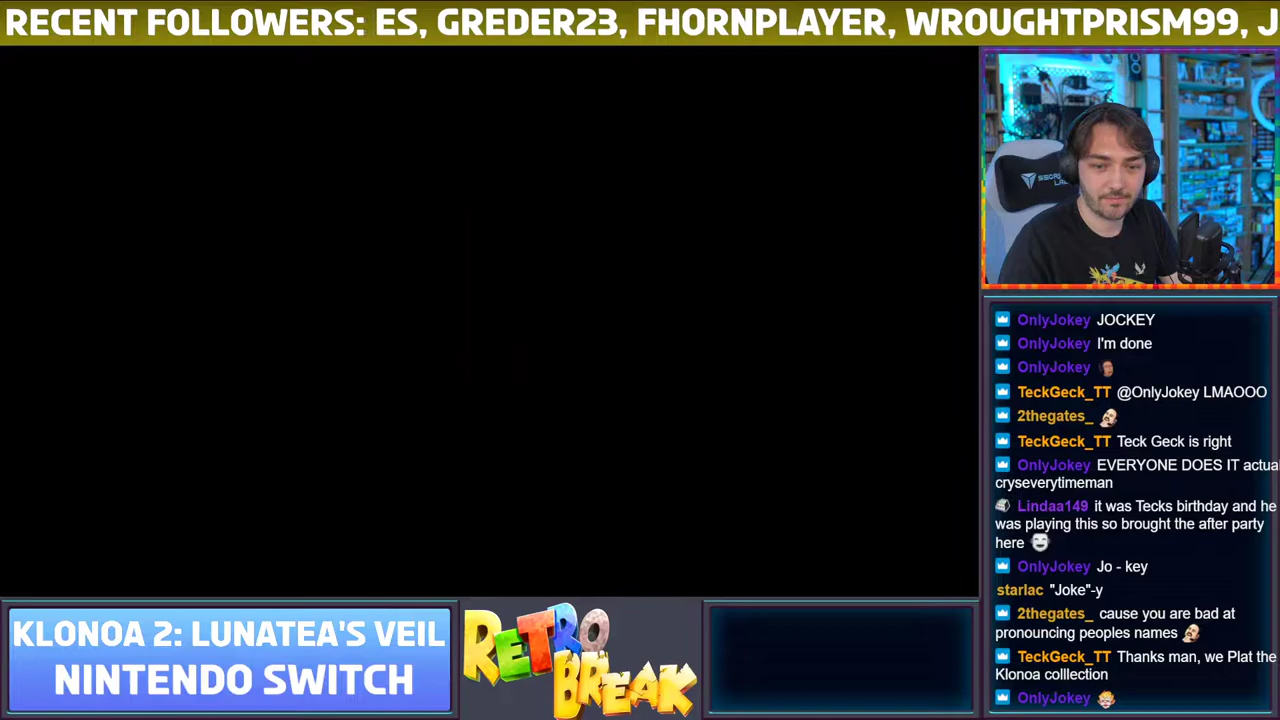 RECENT FOLLOWERS: ES, GREDER23, FHORNPLAYER, WROUGHTPRISM99, J
OnlyJokey JOCKEY
OnlyJokey I'm done
OnlyJokey
TeckGeck_TT @OnlyJokey LMAOOO
2thegates_
TeckGeck_TT Teck Geck is right
OnlyJokey EVERYONE DOES IT actual
cryseverytimeman
Lindaa149 it was Tecks birthday and he
was playing this so brought the after party
here
OnlyJokey Jo - key
starlac "Joke"-y
2thegates_ cause you are bad at
pronouncing peoples names
TeckGeck_TT Thanks man, we Plat the
Klonoa colllection
OnlyJokey
KLONOA 2: LUNATEA'S VEIL
NINTENDO SWITCH
RETRO
BREAK